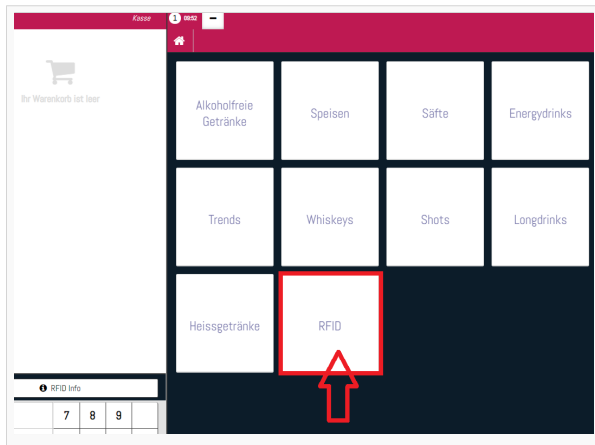 Kasse
1 09:52
Ihr Warenkorb ist leer
Alkoholfreie
Getränke
Speisen
Säfte
Energydrinks
Trends
Whiskeys
Shots
Longdrinks
Heissgetränke
RFID
RFID Info
7 8 9